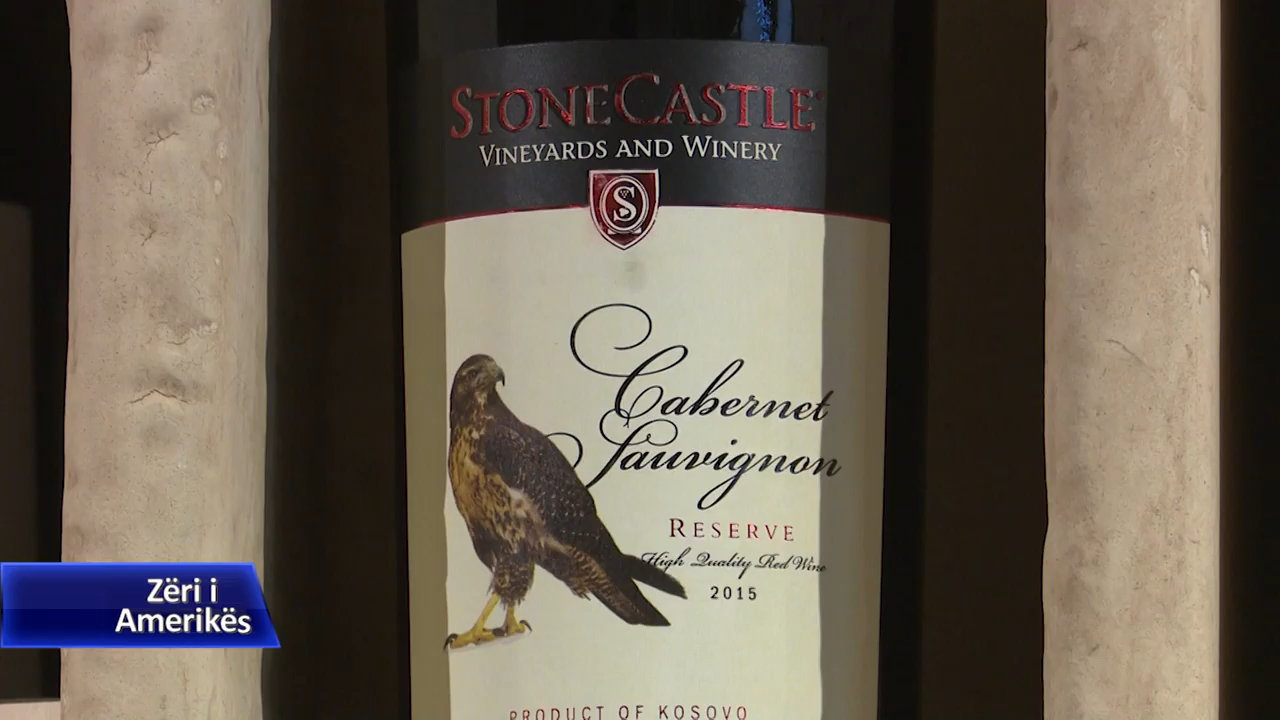 STONECASTLE
VINEYARDS AND WINERY
S
Cabernet
Sauvignon
RESERVE
High Quality Red Wine
2015
PRODUCT OF KOSOVO
Zëri i
Amerikës